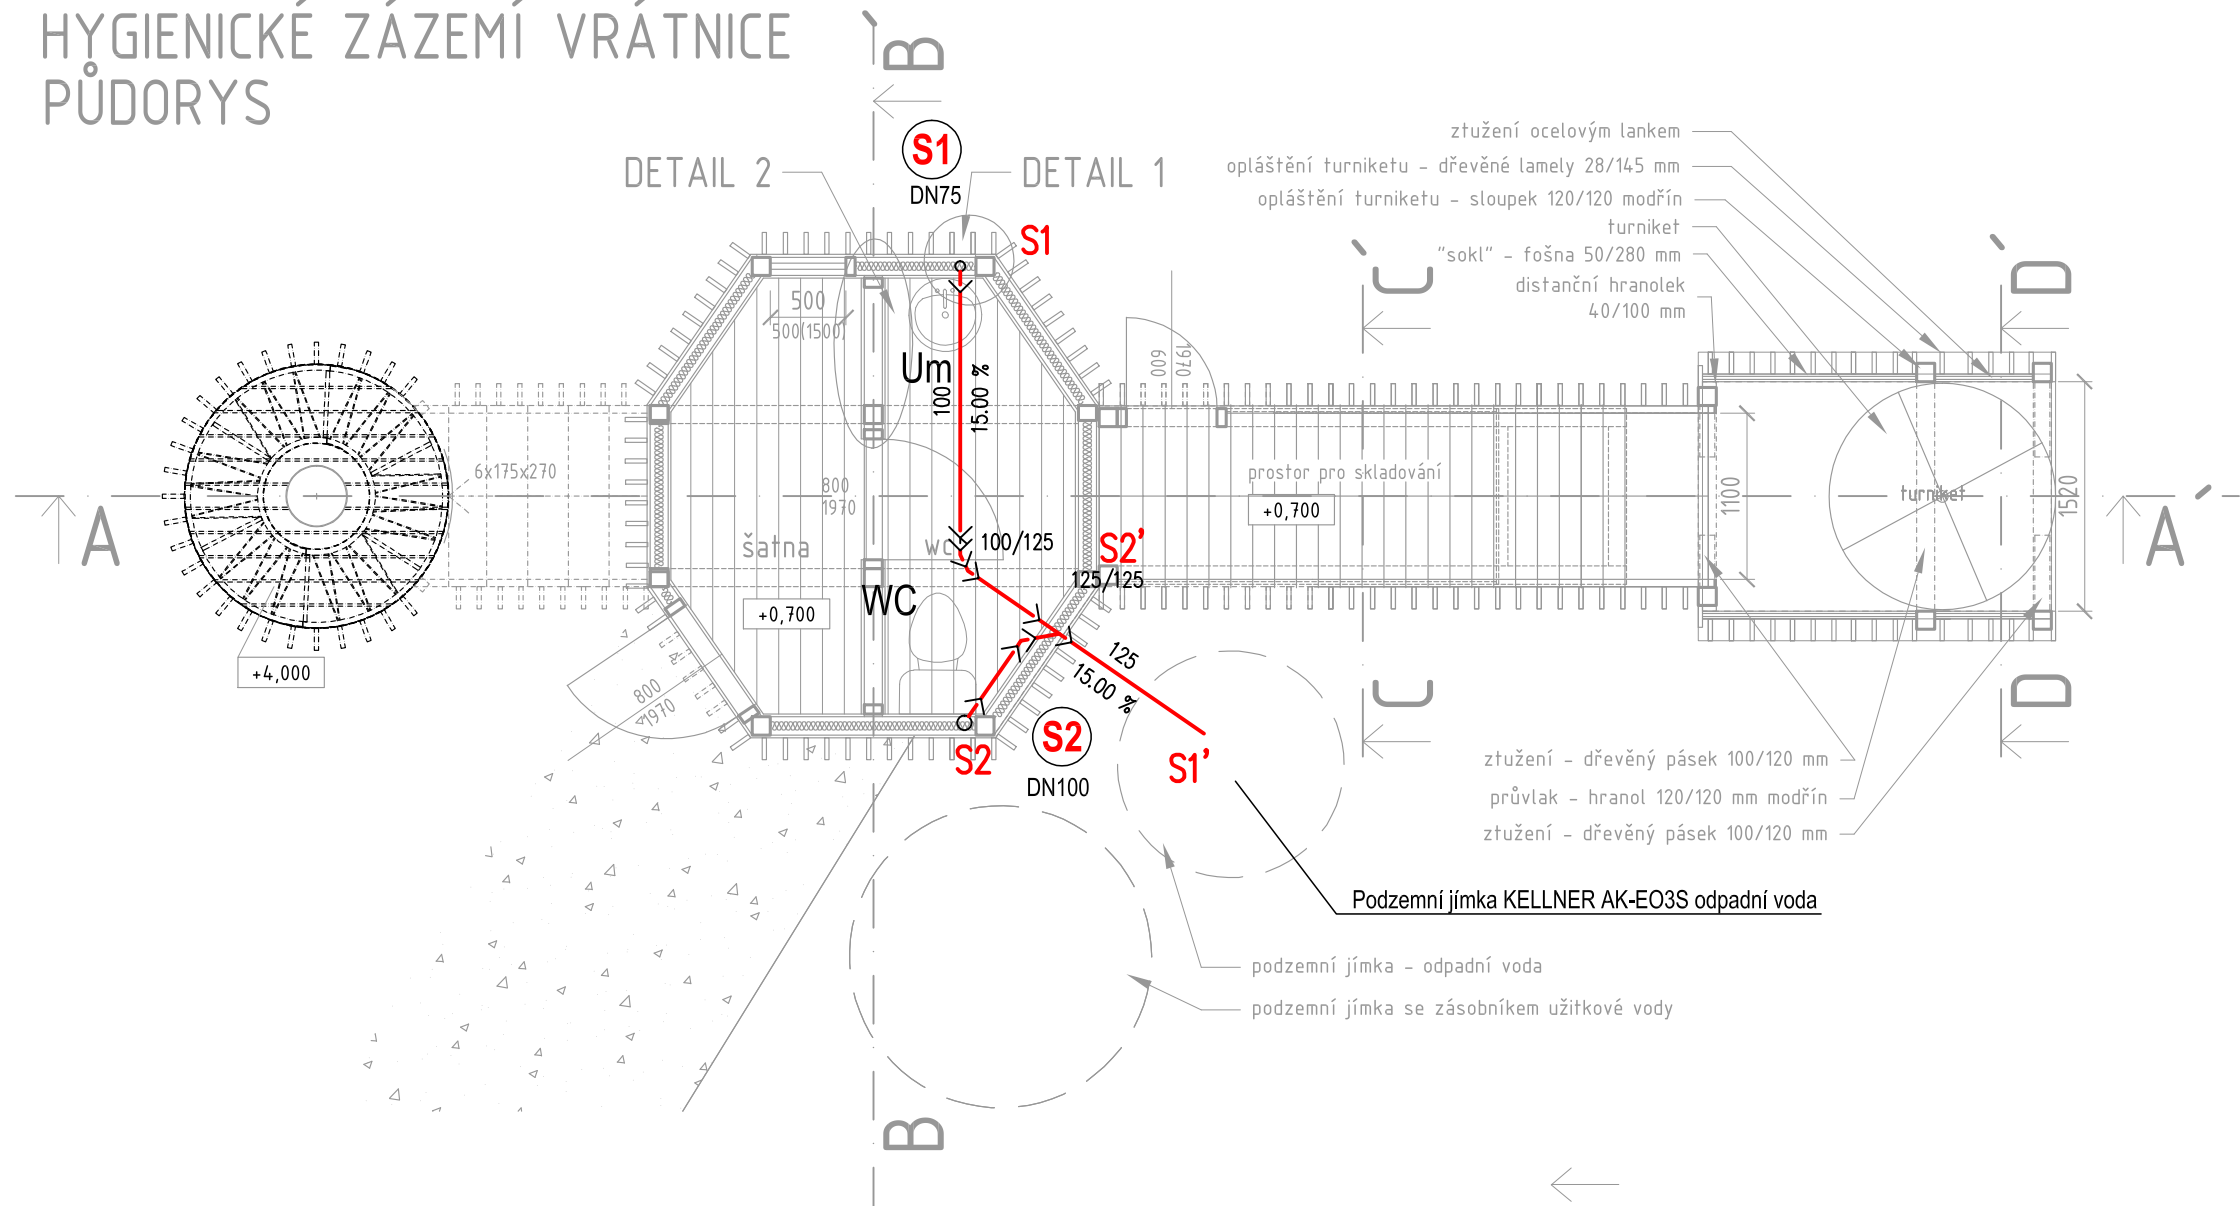 HYGIENICKÉ ZÁZEMÍ VRÁTNICE
PŮDORYS
B`
S1
DN75
DETAIL 2
DETAIL 1
S1
ztužení ocelovým lankem
opláštění turniketu - dřevěné lamely 28/145 mm
opláštění turniketu - sloupek 120/120 modřín
turniket
"sokl" - fošna 50/280 mm
distanční hranolek
40/100 mm
C`
D`
500
500(1500)
Um
100
15.00 %
600
1970
6x175x270
800
1970
prostor pro skladování
+0,700
1100
turniket
1520
A
A`
šatna
wc
100/125
S2'
125/125
WC
+0,700
+4,000
800
1970
125
15.00 %
C
D
S2
S2
DN100
S1'
ztužení - dřevěný pásek 100/120 mm
průvlak - hranol 120/120 mm modřín
ztužení - dřevěný pásek 100/120 mm
Podzemní jímka KELLNER AK-EO3S odpadní voda
podzemní jímka - odpadní voda
podzemní jímka se zásobníkem užitkové vody
B